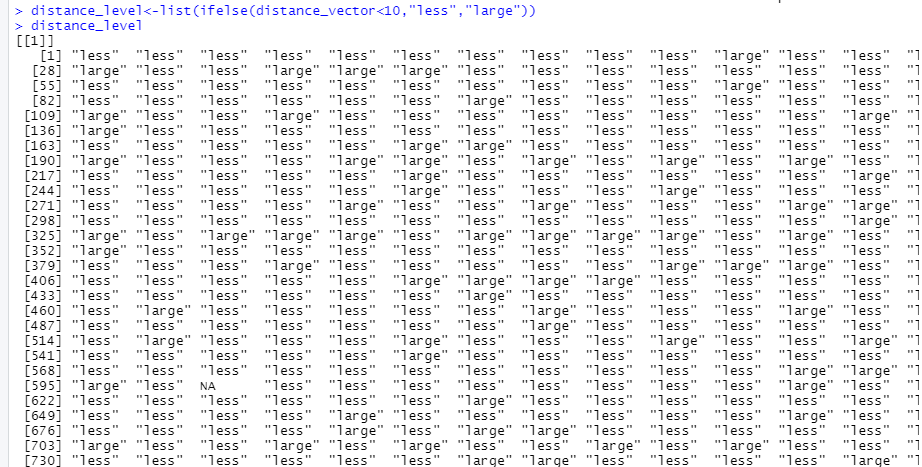 > distance_level<-list(ifelse(distance_vector<10,"less","large"))
> distance_level
[[1]]
[1] "less" "less" "less" "less" "less" "less" "less" "less" "less" "less" "large" "less" "less"
[28] "large" "less" "less" "large" "large" "large" "less" "less" "less" "less" "less" "less" "less"
[55] "less" "less" "less" "less" "less" "less" "less" "less" "less" "less" "large" "less" "less"
[82] "less" "less" "less" "less" "less" "less" "large" "less" "less" "less" "less" "less" "less"
[109] "large" "less" "less" "large" "less" "less" "less" "less" "less" "less" "less" "less" "large"
[136] "large" "less" "less" "less" "less" "less" "less" "less" "less" "less" "less" "less" "less"
[163] "less" "less" "less" "less" "less" "large" "large" "less" "less" "less" "less" "less" "less"
[190] "large" "less" "less" "less" "large" "large" "less" "large" "less" "large" "less" "large" "less"
[217] "less" "less" "less" "less" "less" "large" "less" "less" "less" "less" "less" "less" "large"
[244] "less" "less" "less" "less" "less" "large" "less" "less" "less" "large" "less" "less" "less"
[271] "less" "less" "less" "less" "large" "less" "less" "large" "less" "less" "less" "large" "large"
[298] "less" "less" "less" "less" "less" "less" "less" "less" "less" "less" "less" "less" "large"
[325] "large" "less" "large" "large" "large" "less" "large" "large" "large" "large" "less" "large" "large"
[352] "large" "less" "less" "less" "less" "less" "less" "less" "less" "less" "less" "less" "less"
[379] "less" "less" "less" "large" "less" "less" "less" "less" "less" "large" "large" "large" "less"
[406] "less" "less" "less" "less" "less" "large" "large" "large" "large" "less" "less" "less" "less"
[433] "less" "less" "less" "less" "less" "less" "large" "less" "less" "less" "less" "less" "less"
[460] "less" "large" "less" "less" "less" "less" "less" "large" "less" "less" "less" "large" "less"
[487] "less" "less" "less" "less" "less" "less" "less" "large" "less" "less" "less" "less" "less"
[514] "less" "large" "less" "less" "less" "large" "less" "less" "less" "large" "less" "less" "large"
[541] "less" "less" "less" "less" "less" "large" "less" "less" "less" "less" "less" "less" "less"
[568] "less" "less" "less" "less" "less" "less" "less" "less" "less" "less" "less" "large" "large"
[595] "large" "less" NA "less" "less" "less" "less" "less" "less" "less" "less" "large" "less"
[622] "less" "less" "less" "less" "less" "less" "large" "less" "less" "less" "less" "less" "less"
[649] "less" "less" "less" "less" "large" "less" "less" "less" "less" "less" "less" "large" "less"
[676] "less" "less" "less" "less" "large" "large" "less" "large" "less" "less" "less" "less" "less"
[703] "large" "less" "less" "large" "less" "large" "less" "less" "large" "less" "large" "large" "less"
[730] "less" "less" "less" "less" "less" "less" "large" "large" "less" "less" "less" "less" "large"